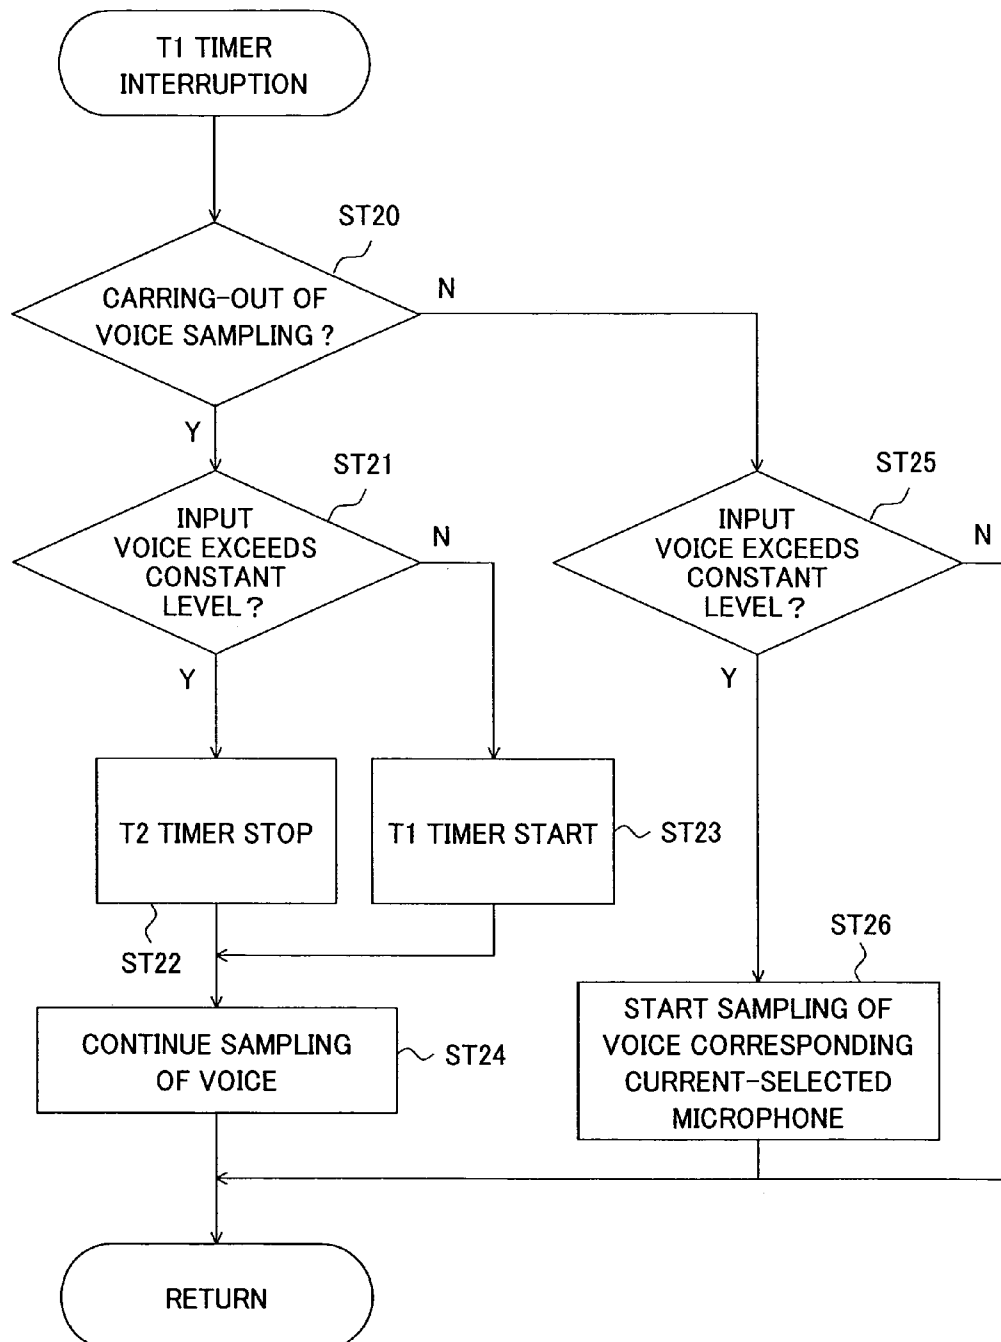 T1 TIMER
INTERRUPTION
ST20
CARRING-OUT OF
VOICE SAMPLING ?
N
Y
ST21
INPUT
VOICE EXCEEDS
CONSTANT
LEVEL ?
N
Y
ST25
INPUT
VOICE EXCEEDS
CONSTANT
LEVEL ?
N
Y
T2 TIMER STOP
ST22
T1 TIMER START
ST23
CONTINUE SAMPLING
OF VOICE
ST24
ST26
START SAMPLING OF
VOICE CORRESPONDING
CURRENT-SELECTED
MICROPHONE
RETURN